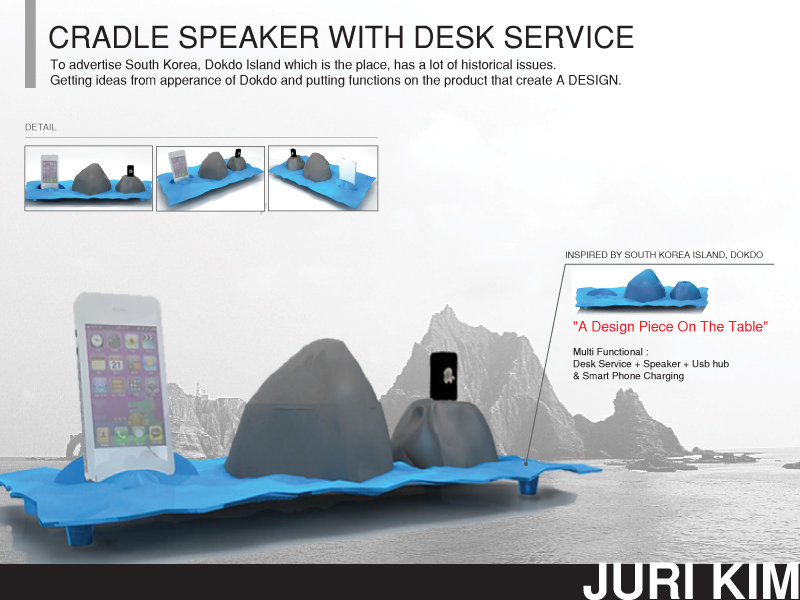 CRADLE SPEAKER WITH DESK SERVICE
To advertise South Korea, Dokdo Island which is the place, has a lot of historical issues.
Getting ideas from apperance of Dokdo and putting functions on the product that create A DESIGN.
DETAIL
INSPIRED BY SOUTH KOREA ISLAND, DOKDO
"A Design Piece On The Table"
Multi Functional :
Desk Service + Speaker + Usb hub
& Smart Phone Charging
21
JURI KIM